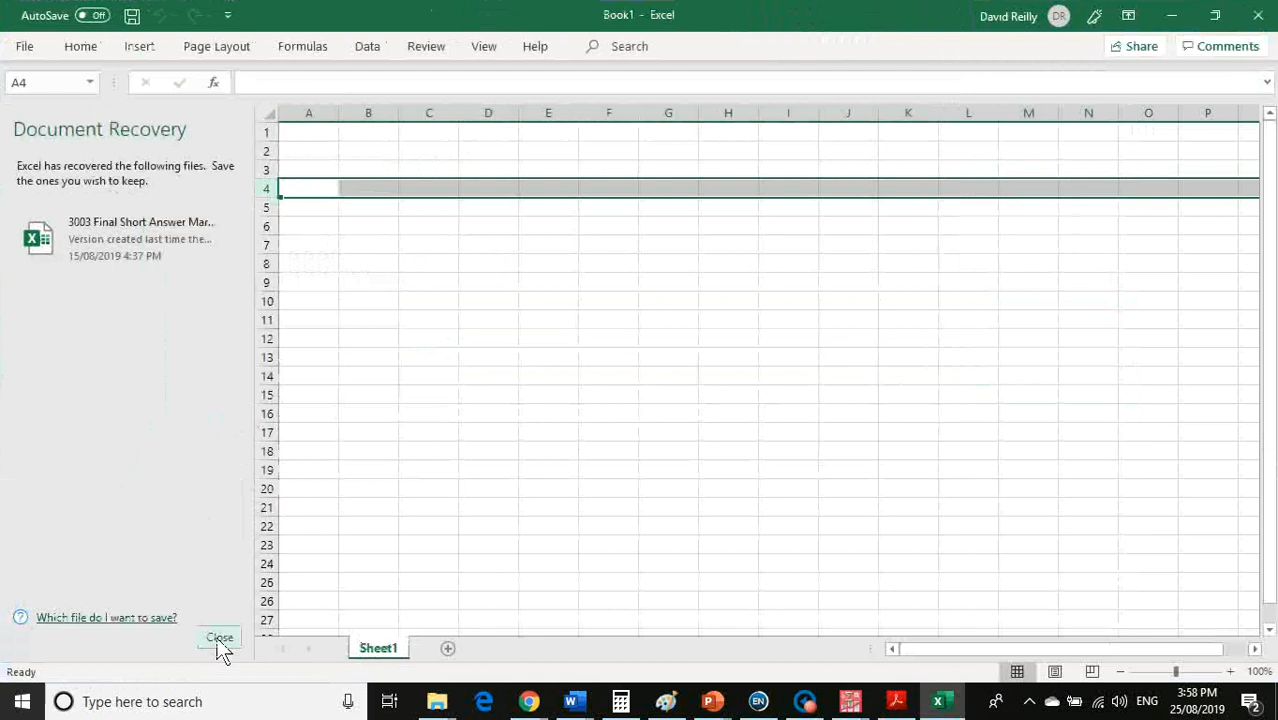 AutoSave Off Book1 - Excel David Reilly DR
File Home Insert Page Layout Formulas Data Review View Help Search Share Comments
A4 fx
Document Recovery
Excel has recovered the following files. Save
the ones you wish to keep.
3003 Final Short Answer Mar..
Version created last time the...
15/08/2019 4:37 PM
Which file do I want to save?
Close
A B C D E F G H I J K L M N O P
1
2
3
4
5
6
7
8
9
10
11
12
13
14
15
16
17
18
19
20
21
22
23
24
25
26
27
Sheet1
Ready 100%
Type here to search EN ENG 3:58 PM
25/08/2019 2